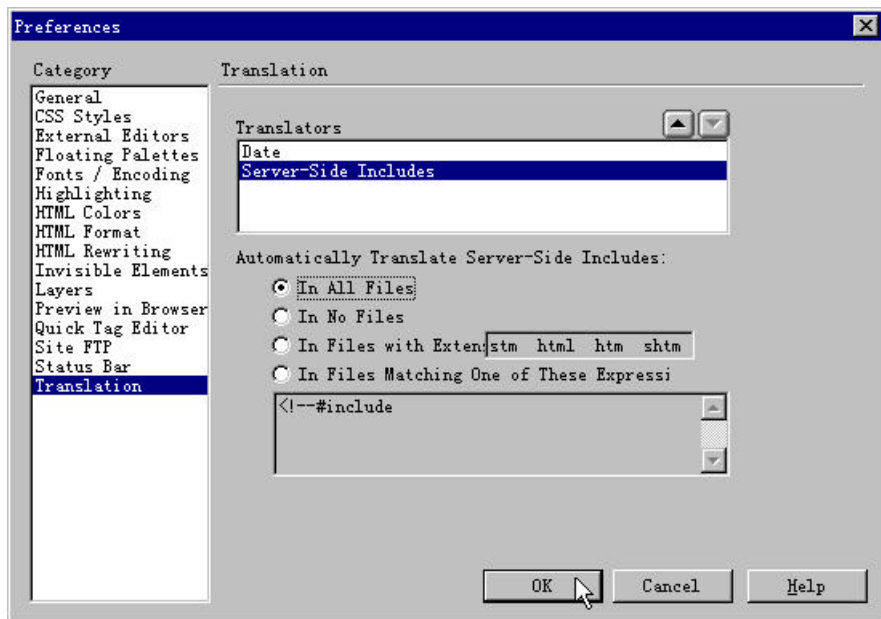 Preferences
Category
General
CSS Styles
External Editors
Floating Palettes
Fonts / Encoding
Highlighting
HTML Colors
HTML Format
HTML Rewriting
Invisible Elements
Layers
Preview in Browser
Quick Tag Editor
Site FTP
Status Bar
Translation
Translation
Translators
Date
Server-Side Includes
Automatically Translate Server-Side Includes:
In All Files
In No Files
In Files with Extens stm html htm shtm
In Files Matching One of These Expressi
<!--#include
OK Cancel Help